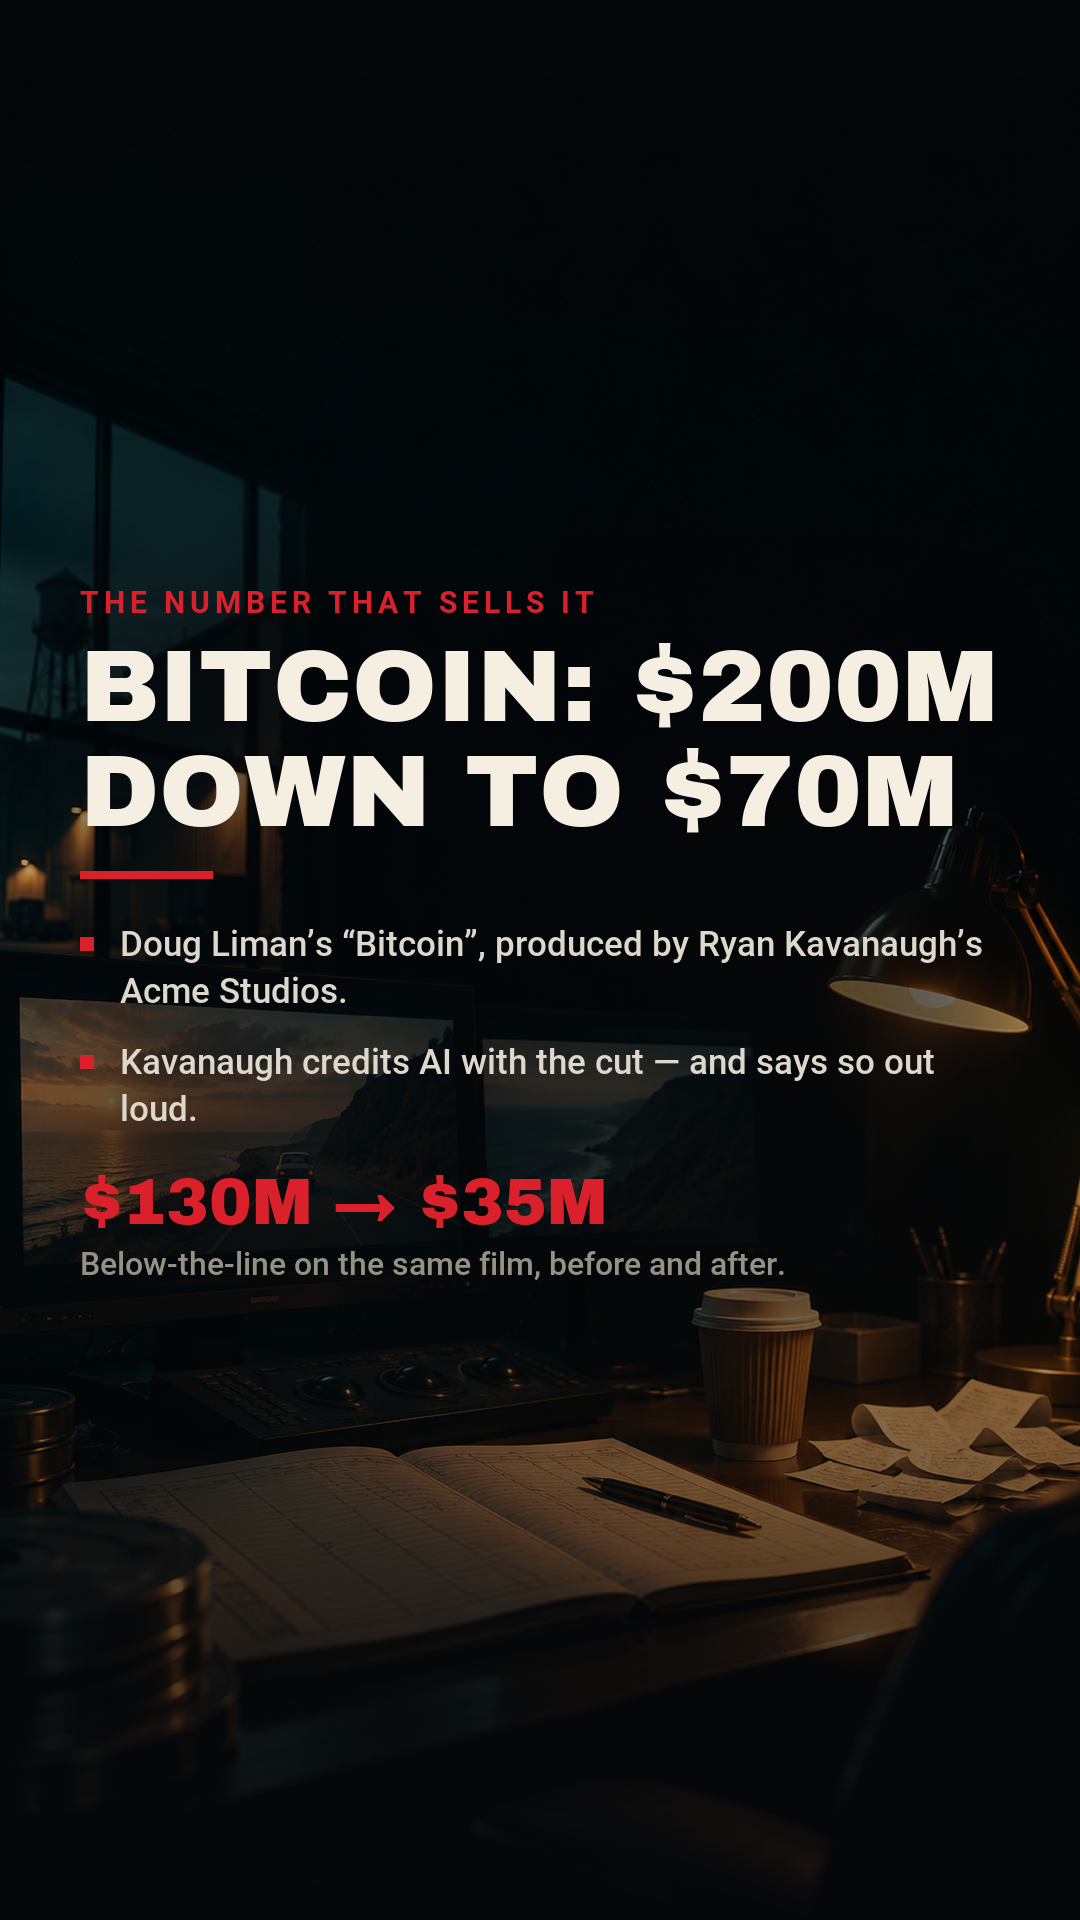 THE NUMBER THAT SELLS IT
BITCOIN: $200M
DOWN TO $70M
Doug Liman’s “Bitcoin”, produced by Ryan Kavanaugh’s
Acme Studios.
Kavanaugh credits AI with the cut — and says so out
loud.
$130M → $35M
Below-the-line on the same film, before and after.